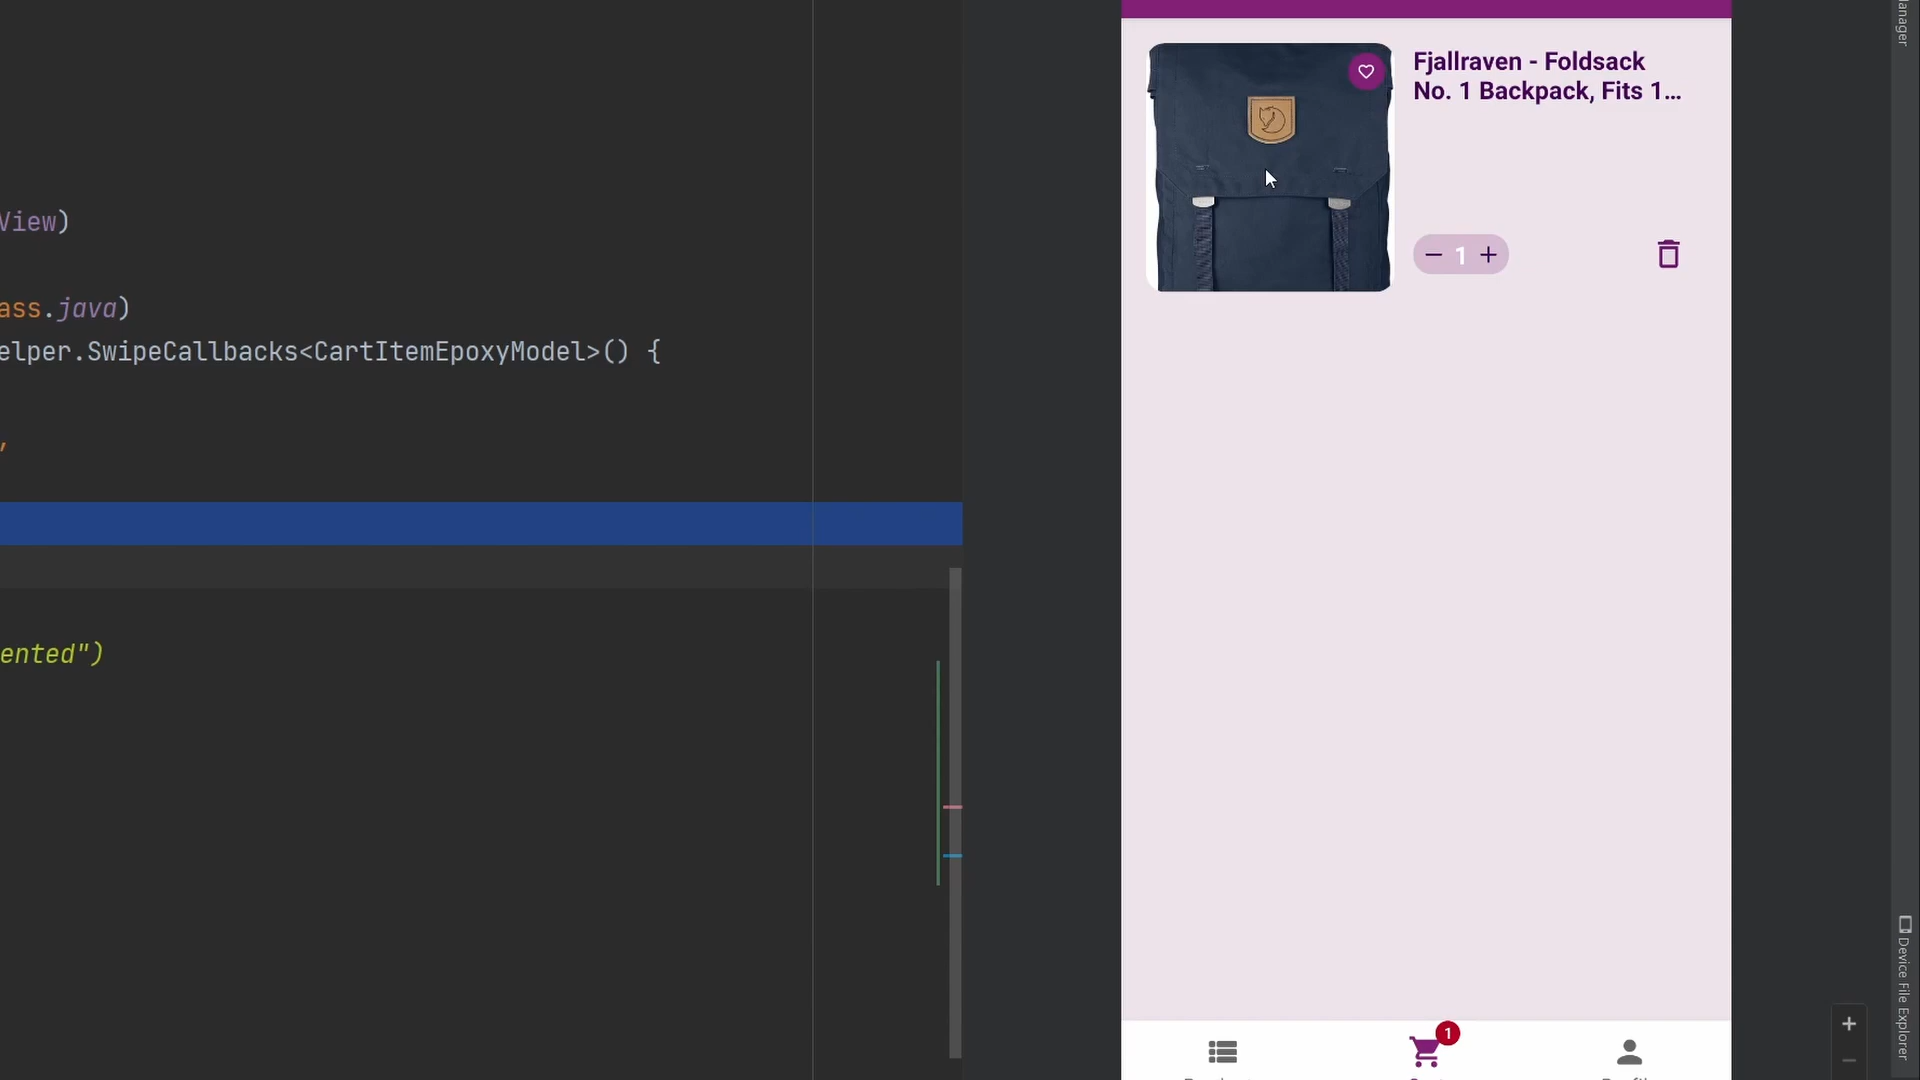 View)
ass.java)
elper.SwipeCallbacks<CartItemEpoxyModel>() {
,
ented")
Fjallraven - Foldsack
No. 1 Backpack, Fits 1...
− 1 +
1
anager
Device File Explorer
+
−